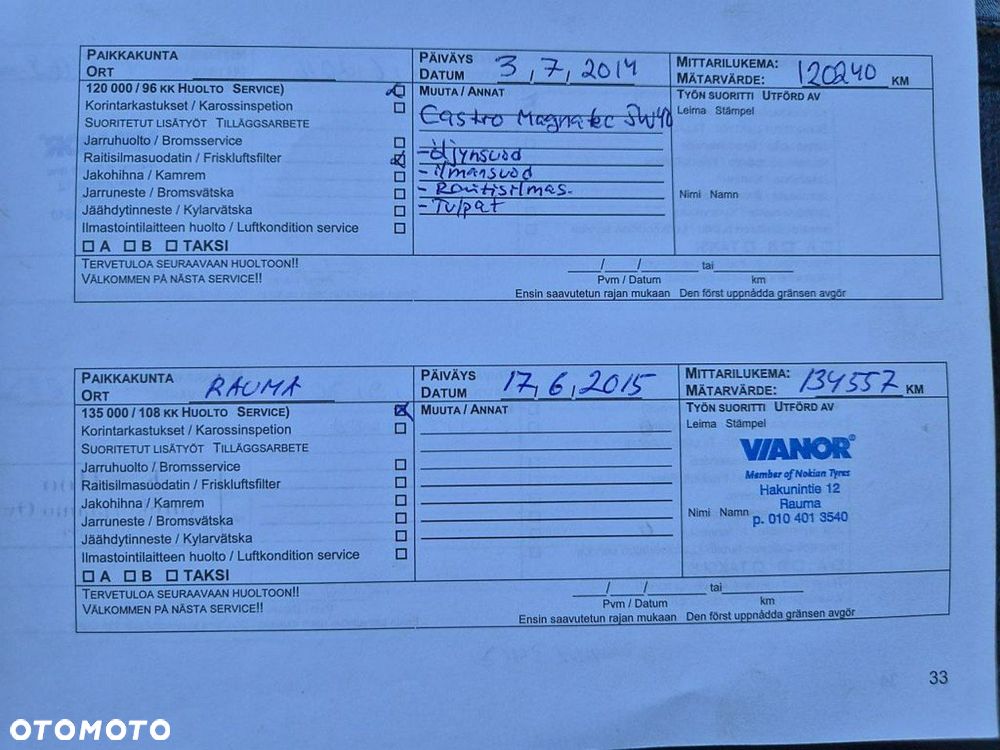 PAIKKAKUNTA
ORT
PÄIVÄYS
DATUM 3,7,2014
MITTARILUKEMA:
MÄTARVÄRDE: 120240 KM
120 000 / 96 KK HUOLTO SERVICE)
Korintarkastukset / Karossinspetion
SUORITETUT LISÄTYÖT TILLÄGGSARBETE
Jarruhuolto / Bromsservice
Raitisilmasuodatin / Friskluftsfilter
Jakohihna / Kamrem
Jarruneste / Bromsvätska
Jäähdytinneste / Kylarvätska
Ilmastointilaitteen huolto / Luftkondition service
A B TAKSI
MUUTA / ANNAT
Castro Magnatec 5W40
-öljynsuod
-ilmansuod
- Raitisilmas.
- Tulpat
TYÖN SUORITTI UTFÖRD AV
Leima Stämpel
Nimi Namn
TERVETULOA SEURAAVAAN HUOLTOON!!
VÄLKOMMEN PÅ NÄSTA SERVICE!!
___/___/______ tai ______
Pvm / Datum km
Ensin saavutetun rajan mukaan Den först uppnådda gränsen avgör
PAIKKAKUNTA
ORT RAUMA
PÄIVÄYS
DATUM 17,6,2015
MITTARILUKEMA:
MÄTARVÄRDE: 134557 KM
135 000 / 108 KK HUOLTO SERVICE)
Korintarkastukset / Karossinspetion
SUORITETUT LISÄTYÖT TILLÄGGSARBETE
Jarruhuolto / Bromsservice
Raitisilmasuodatin / Friskluftsfilter
Jakohihna / Kamrem
Jarruneste / Bromsvätska
Jäähdytinneste / Kylarvätska
Ilmastointilaitteen huolto / Luftkondition service
A B TAKSI
MUUTA / ANNAT
TYÖN SUORITTI UTFÖRD AV
Leima Stämpel
VIANOR®
Member of Nokian Tyres
Hakunintie 12
Rauma
p. 010 401 3540
Nimi Namn
TERVETULOA SEURAAVAAN HUOLTOON!!
VÄLKOMMEN PÅ NÄSTA SERVICE!!
___/___/______ tai ______
Pvm / Datum km
Ensin saavutetun rajan mukaan Den först uppnådda gränsen avgör
33
OTOMOTO